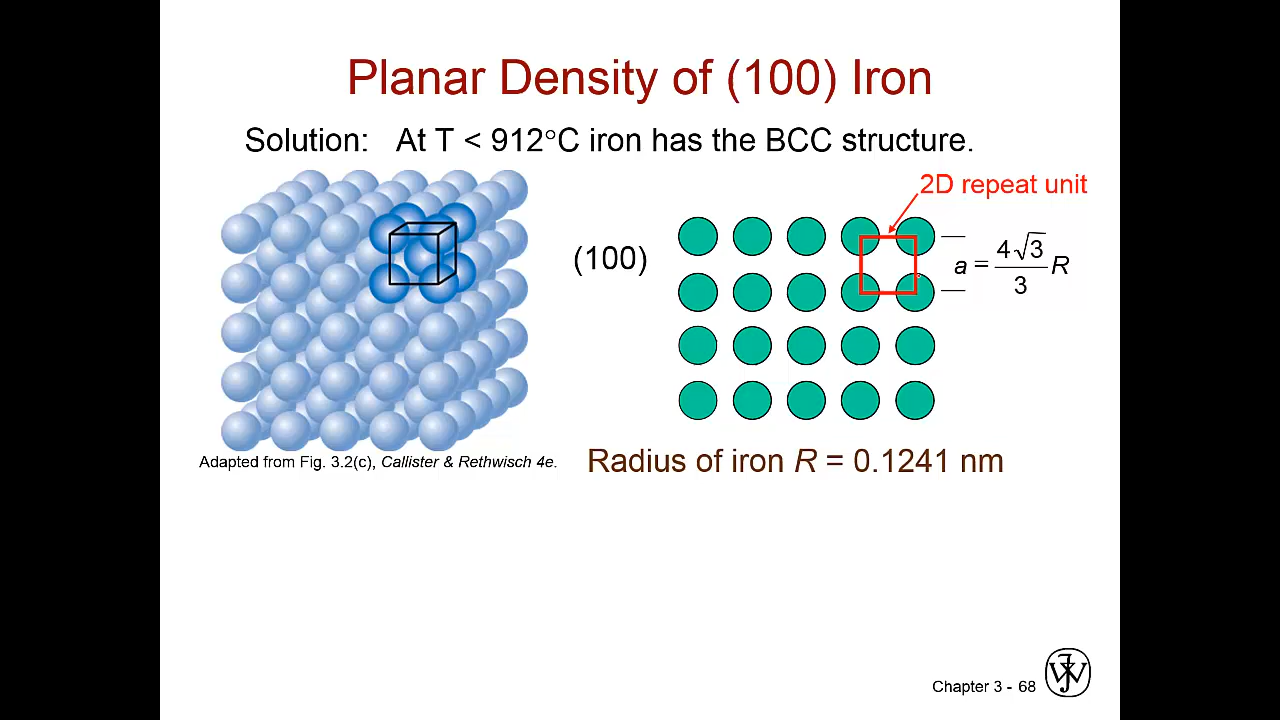 Planar Density of (100) Iron
Solution: At T < 912°C iron has the BCC structure.
2D repeat unit
(100)
a = 4√3/3 R
Adapted from Fig. 3.2(c), Callister & Rethwisch 4e.
Radius of iron R = 0.1241 nm
Chapter 3 - 68